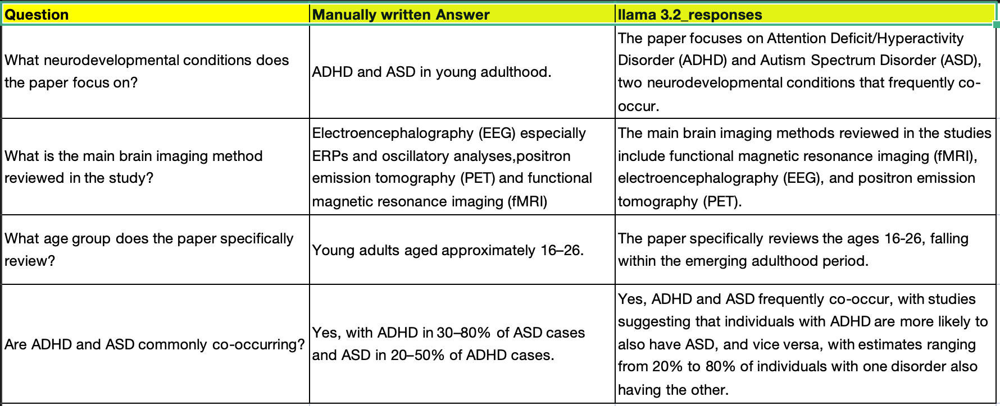 Question
Manually written Answer
llama 3.2_responses
What neurodevelopmental conditions does
the paper focus on?
ADHD and ASD in young adulthood.
The paper focuses on Attention Deficit/Hyperactivity
Disorder (ADHD) and Autism Spectrum Disorder (ASD),
two neurodevelopmental conditions that frequently co-
occur.
What is the main brain imaging method
reviewed in the study?
Electroencephalography (EEG) especially
ERPs and oscillatory analyses,positron
emission tomography (PET) and functional
magnetic resonance imaging (fMRI)
The main brain imaging methods reviewed in the studies
include functional magnetic resonance imaging (fMRI),
electroencephalography (EEG), and positron emission
tomography (PET).
What age group does the paper specifically
review?
Young adults aged approximately 16–26.
The paper specifically reviews the ages 16-26, falling
within the emerging adulthood period.
Are ADHD and ASD commonly co-occurring?
Yes, with ADHD in 30–80% of ASD cases
and ASD in 20–50% of ADHD cases.
Yes, ADHD and ASD frequently co-occur, with studies
suggesting that individuals with ADHD are more likely to
also have ASD, and vice versa, with estimates ranging
from 20% to 80% of individuals with one disorder also
having the other.